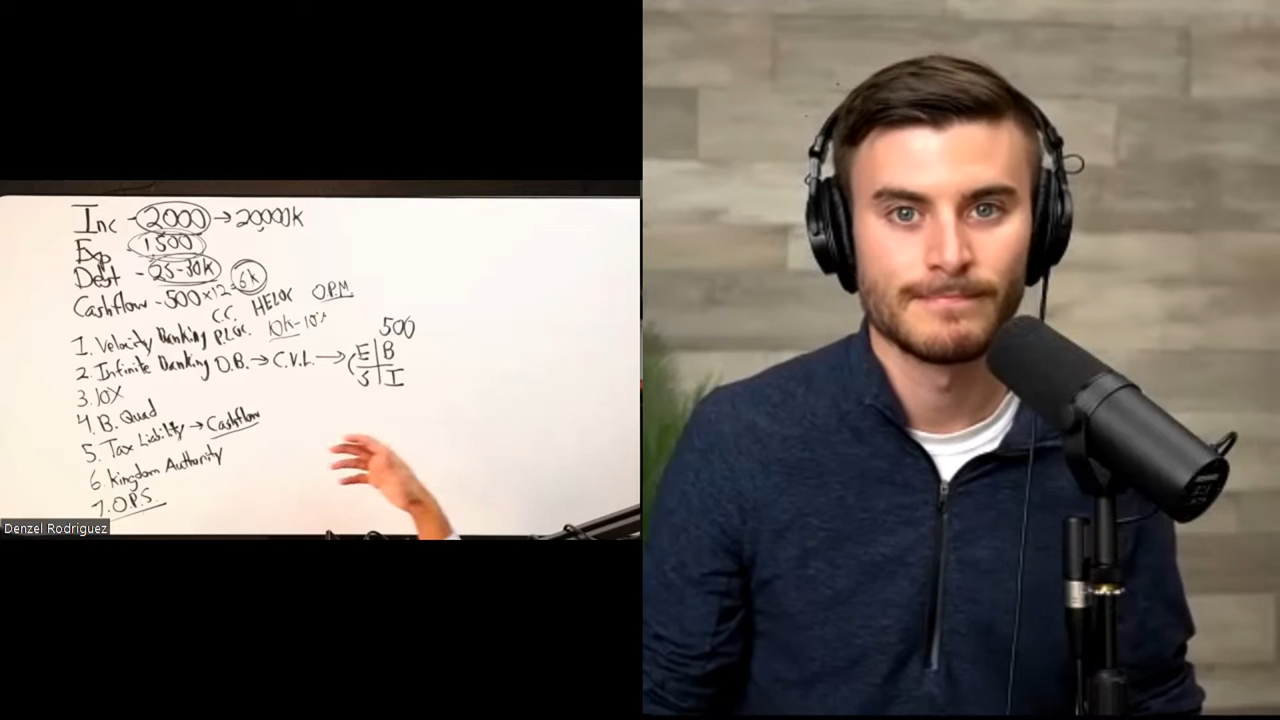 Inc - 2000 → 20,000k
Exp - 1500
Debt - 25-30k
Cashflow - 500 x 12 = 6k
C.C. HELOC O.P.M.
1. Velocity Banking P.L.O.C. 10k-10%
2. Infinite Banking D.B. → C.V.L. →
500
E B
S I
3. 10X
4. B. Quad
5. Tax Liability → Cashflow
6. Kingdom Authority
7. O.P.S.
Denzel Rodriguez